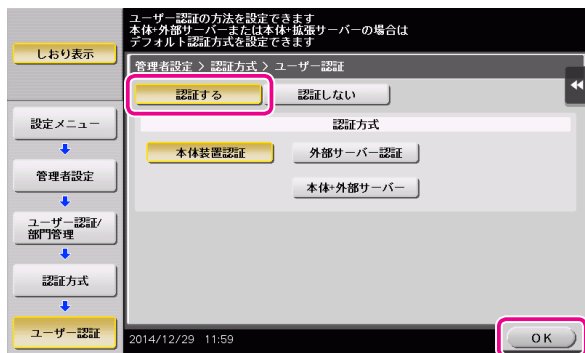 ユーザー認証の方法を設定できます
本体+外部サーバーまたは本体+拡張サーバーの場合は
デフォルト認証方式を設定できます
しおり表示
管理者設定 > 認証方式 > ユーザー認証
認証する
認証しない
設定メニュー
認証方式
本体装置認証
外部サーバー認証
管理者設定
本体+外部サーバー
ユーザー認証/
部門管理
認証方式
ユーザー認証
2014/12/29 11:59
OK